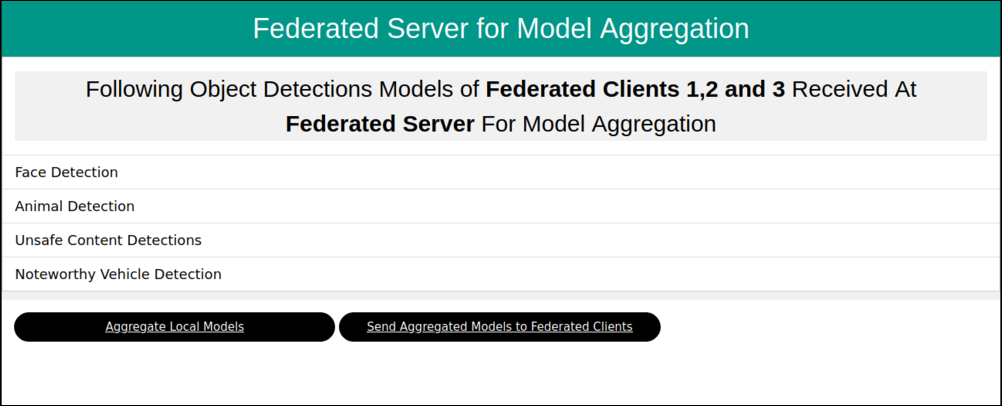 Federated Server for Model Aggregation
Following Object Detections Models of Federated Clients 1,2 and 3 Received At
Federated Server For Model Aggregation
Face Detection
Animal Detection
Unsafe Content Detections
Noteworthy Vehicle Detection
Aggregate Local Models
Send Aggregated Models to Federated Clients